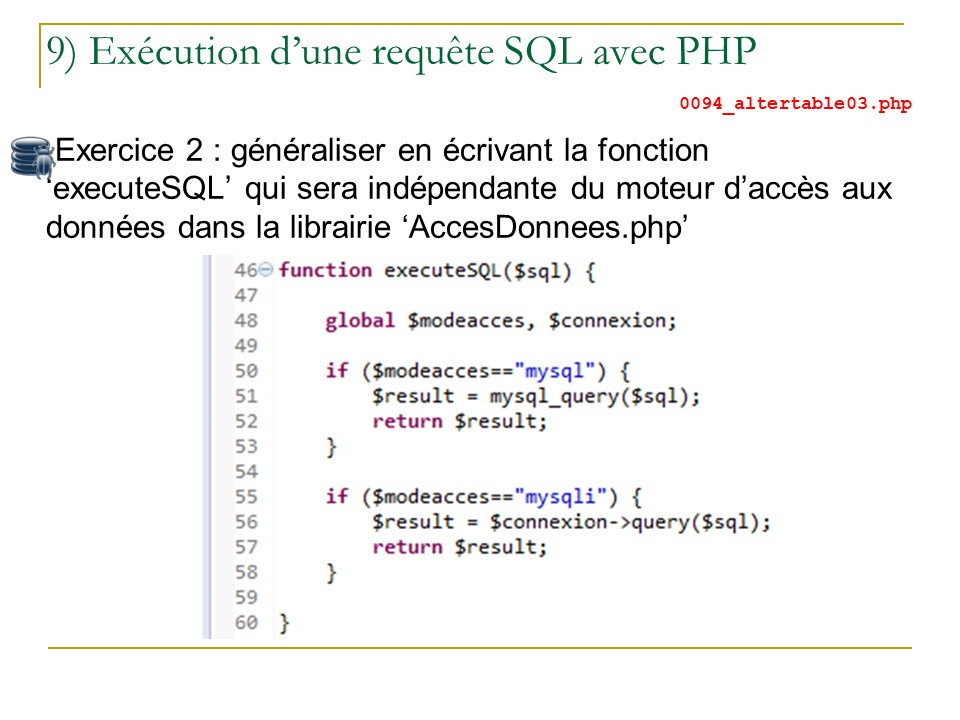 9) Exécution d’une requête SQL avec PHP
0094_altertable03.php
Exercice 2 : généraliser en écrivant la fonction
‘executeSQL’ qui sera indépendante du moteur d’accès aux
données dans la librairie ‘AccesDonnees.php’
46 function executeSQL($sql) {
47
48 global $modeacces, $connexion;
49
50 if ($modeacces=="mysql") {
51 $result = mysql_query($sql);
52 return $result;
53 }
54
55 if ($modeacces=="mysqli") {
56 $result = $connexion->query($sql);
57 return $result;
58 }
59
60 }